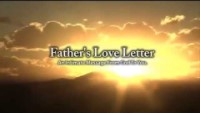 Father's Love Letter
An Intimate Message From God To You.